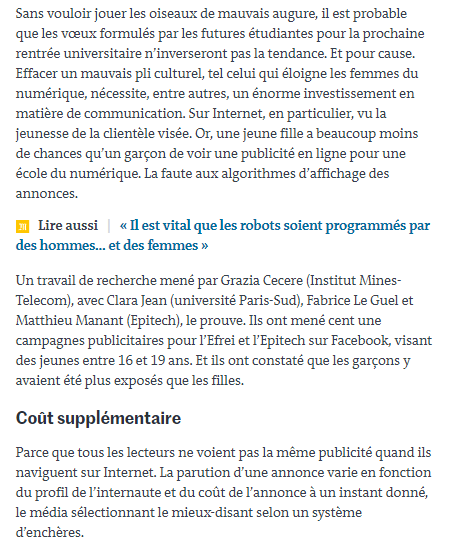 Sans vouloir jouer les oiseaux de mauvais augure, il est probable
que les vœux formulés par les futures étudiantes pour la prochaine
rentrée universitaire n’inverseront pas la tendance. Et pour cause.
Effacer un mauvais pli culturel, tel celui qui éloigne les femmes du
numérique, nécessite, entre autres, un énorme investissement en
matière de communication. Sur Internet, en particulier, vu la
jeunesse de la clientèle visée. Or, une jeune fille a beaucoup moins
de chances qu’un garçon de voir une publicité en ligne pour une
école du numérique. La faute aux algorithmes d’affichage des
annonces.
Lire aussi | « Il est vital que les robots soient programmés par
des hommes… et des femmes »
Un travail de recherche mené par Grazia Cecere (Institut Mines-
Telecom), avec Clara Jean (université Paris-Sud), Fabrice Le Guel et
Matthieu Manant (Epitech), le prouve. Ils ont mené cent une
campagnes publicitaires pour l’Efrei et l’Epitech sur Facebook, visant
des jeunes entre 16 et 19 ans. Et ils ont constaté que les garçons y
avaient été plus exposés que les filles.
Coût supplémentaire
Parce que tous les lecteurs ne voient pas la même publicité quand ils
naviguent sur Internet. La parution d’une annonce varie en fonction
du profil de l’internaute et du coût de l’annonce à un instant donné,
le média sélectionnant le mieux-disant selon un système
d’enchères.